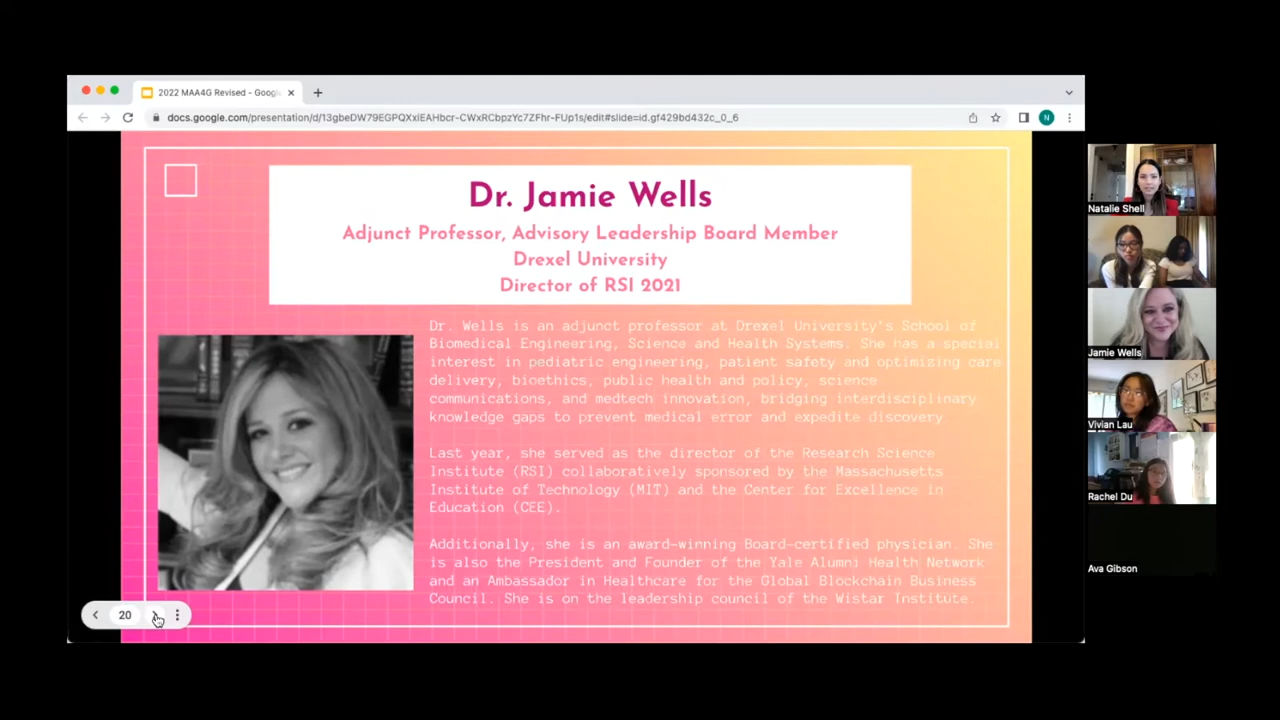 2022 MAA4G Revised - Googl
docs.google.com/presentation/d/13gbeDW79EGPQXxiEAHbcr-CWxRCbpzYc7ZFhr-FUp1s/edit#slide=id.gf429bd432c_0_6
N
Dr. Jamie Wells
Adjunct Professor, Advisory Leadership Board Member
Drexel University
Director of RSI 2021
Dr. Wells is an adjunct professor at Drexel University's School of
Biomedical Engineering, Science and Health Systems. She has a special
interest in pediatric engineering, patient safety and optimizing care
delivery, bioethics, public health and policy, science
communications, and medtech innovation, bridging interdisciplinary
knowledge gaps to prevent medical error and expedite discovery.
Last year, she served as the director of the Research Science
Institute (RSI) collaboratively sponsored by the Massachusetts
Institute of Technology (MIT) and the Center for Excellence in
Education (CEE).
Additionally, she is an award-winning Board-certified physician. She
is also the President and Founder of the Yale Alumni Health Network
and an Ambassador in Healthcare for the Global Blockchain Business
Council. She is on the leadership council of the Wistar Institute.
20
Natalie Shell
Jamie Wells
Vivian Lau
Rachel Du
Ava Gibson